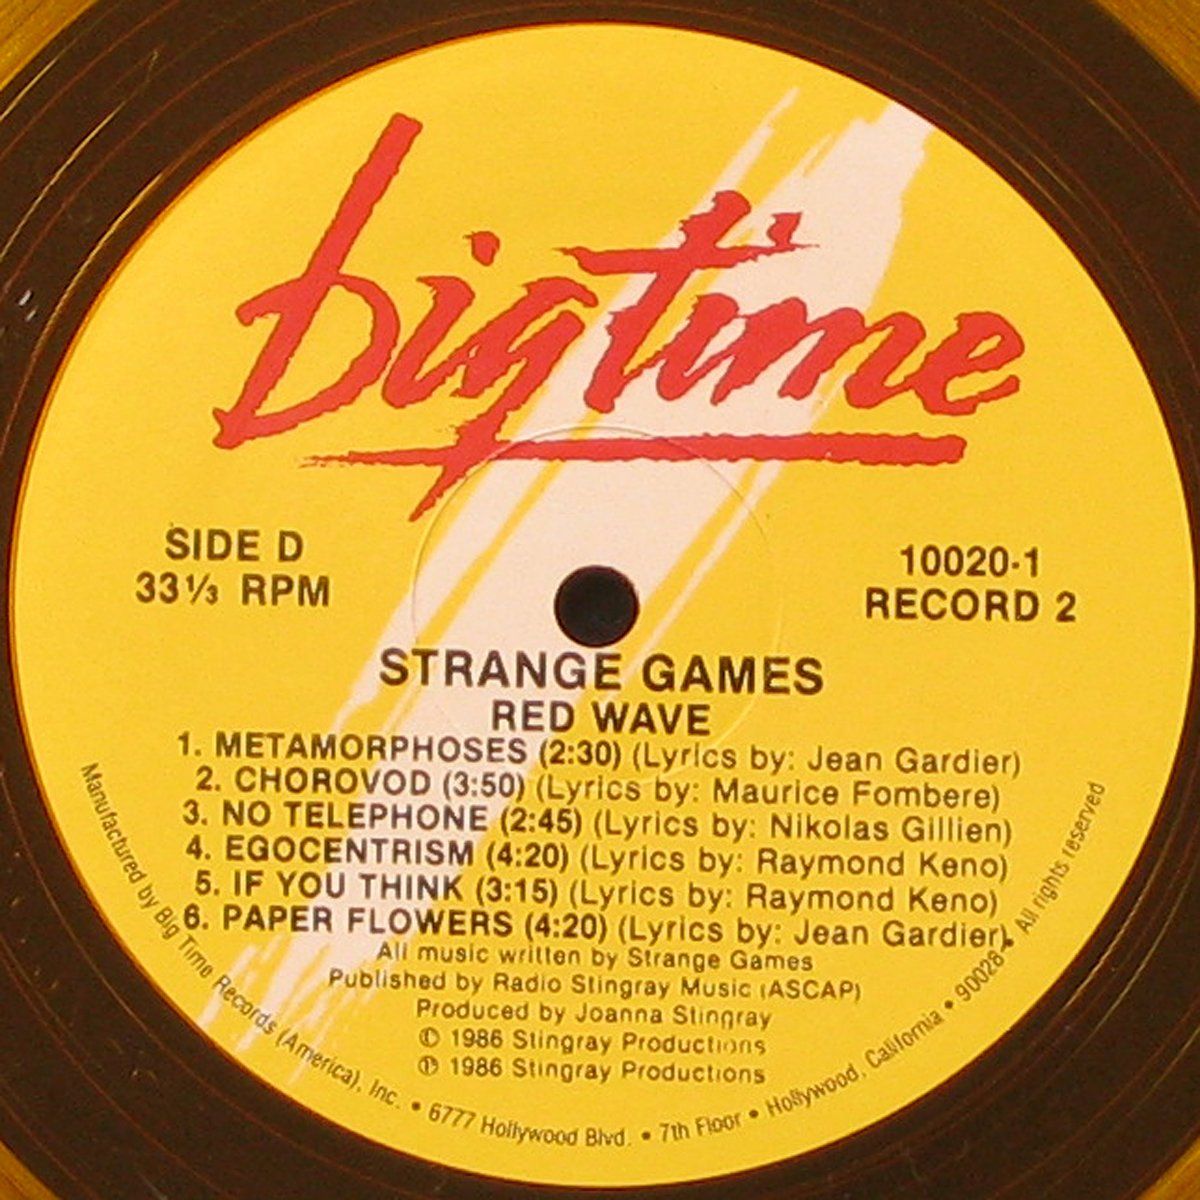 big time
SIDE D
33 1/3 RPM
10020-1
RECORD 2
STRANGE GAMES
RED WAVE
1. METAMORPHOSES (2:30) (Lyrics by: Jean Gardier)
2. CHOROVOD (3:50) (Lyrics by: Maurice Fombere)
3. NO TELEPHONE (2:45) (Lyrics by: Nikolas Gillien)
4. EGOCENTRISM (4:20) (Lyrics by: Raymond Keno)
5. IF YOU THINK (3:15) (Lyrics by: Raymond Keno)
6. PAPER FLOWERS (4:20) (Lyrics by: Jean Gardier)
All music written by Strange Games
Published by Radio Stingray Music (ASCAP)
Produced by Joanna Stingray
© 1986 Stingray Productions
℗ 1986 Stingray Productions
Manufactured by Big Time Records (America), Inc. • 6777 Hollywood Blvd. • 7th Floor • Hollywood, California • 90028 • All rights reserved